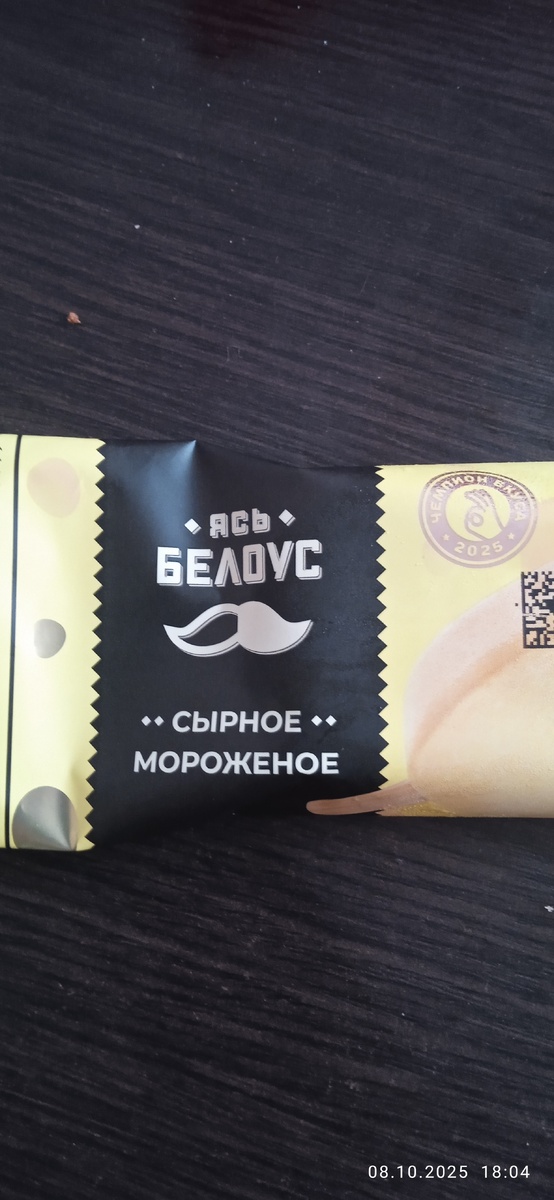 ЯСЬ
БЕЛОУС
СЫРНОЕ
МОРОЖЕНОЕ
ЧЕМПИОН ВКУСА
2025
08.10.2025 18:04